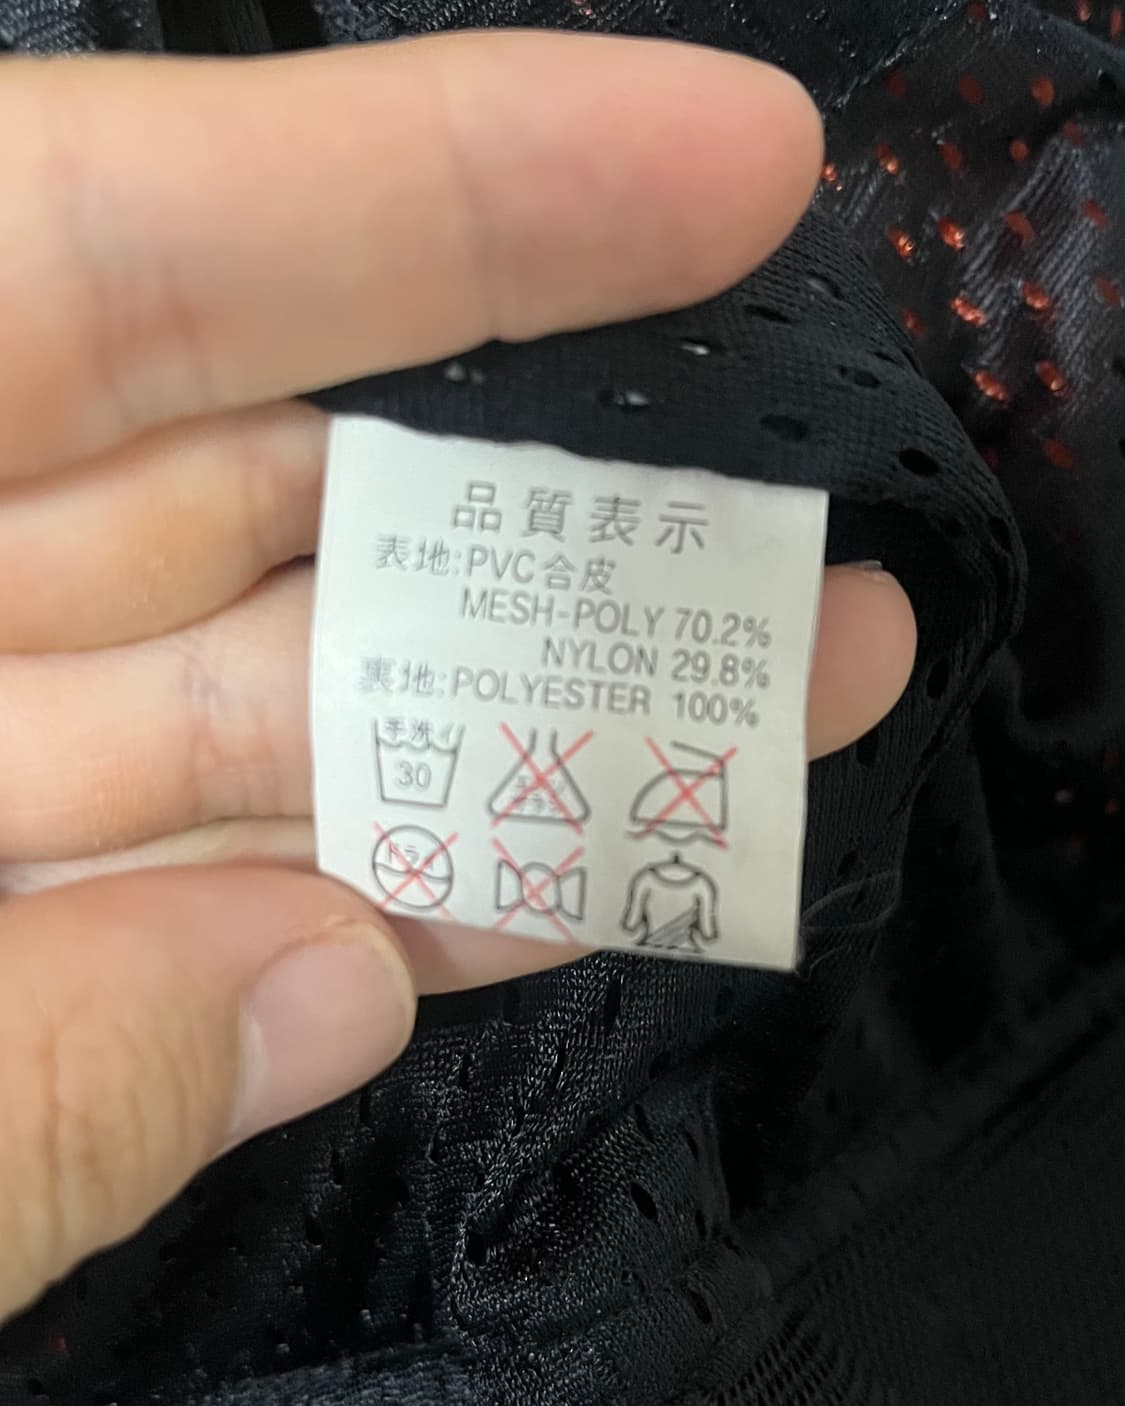 品質表示
表地:PVC合皮
MESH-POLY 70.2%
NYLON 29.8%
裏地:POLYESTER 100%
手洗イ
30
ドライ